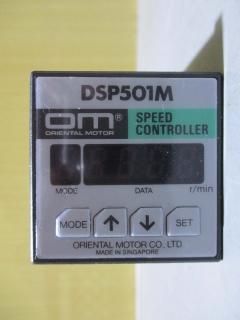 DSP501M
OM® SPEED
ORIENTAL MOTOR CONTROLLER
MODE DATA r/min
MODE ↑ ↓ SET
ORIENTAL MOTOR CO., LTD.
MADE IN SINGAPORE